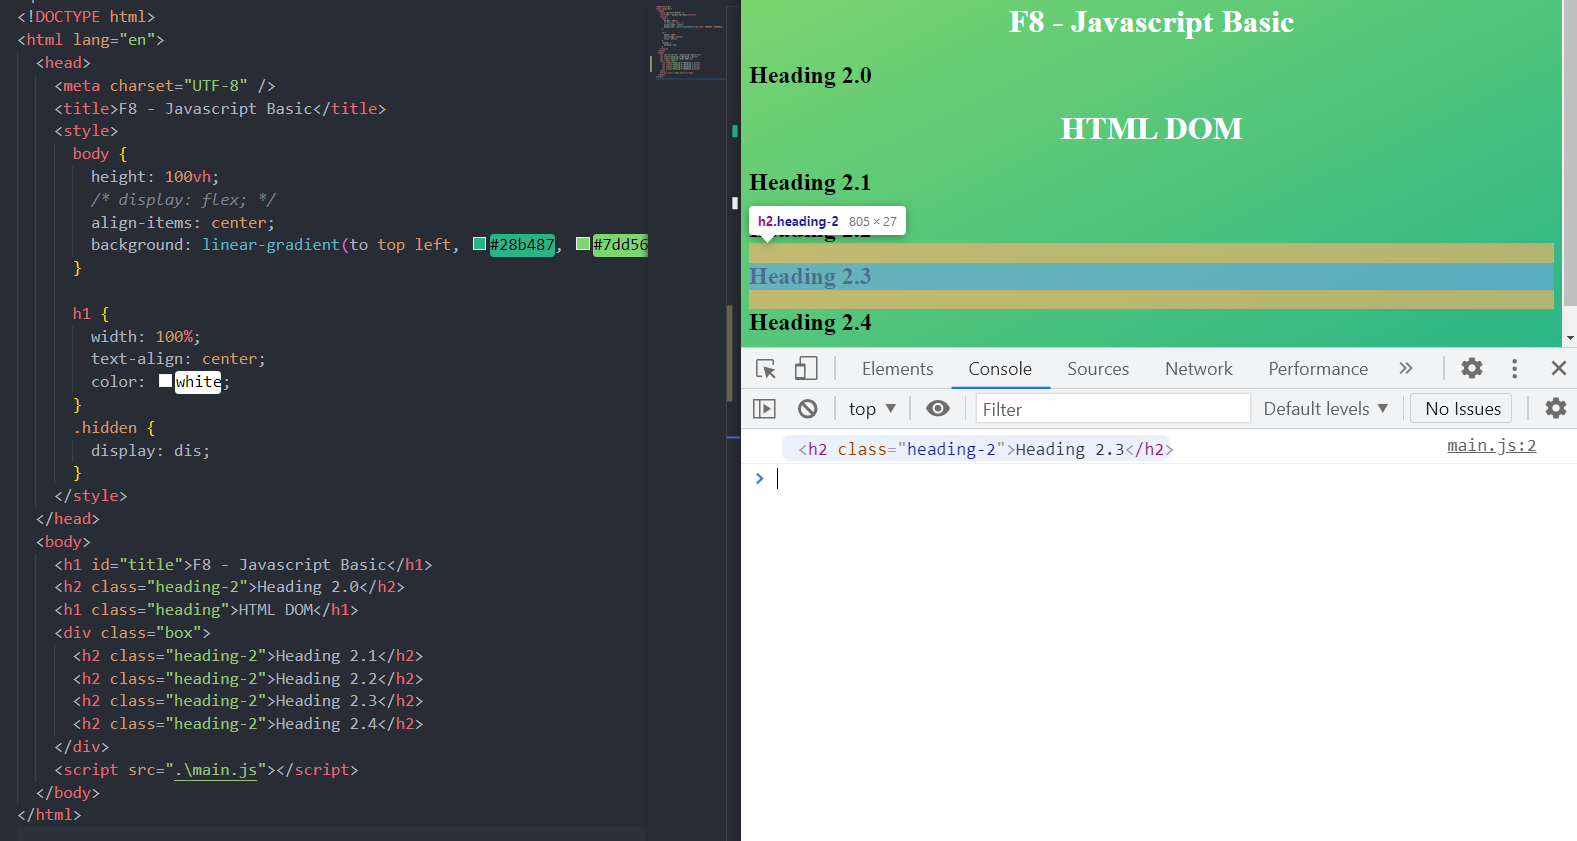 <!DOCTYPE html>
<html lang="en">
<head>
<meta charset="UTF-8" />
<title>F8 - Javascript Basic</title>
<style>
body {
height: 100vh;
/* display: flex; */
align-items: center;
background: linear-gradient(to top left, #28b487, #7dd56
}
h1 {
width: 100%;
text-align: center;
color: white;
}
.hidden {
display: dis;
}
</style>
</head>
<body>
<h1 id="title">F8 - Javascript Basic</h1>
<h2 class="heading-2">Heading 2.0</h2>
<h1 class="heading">HTML DOM</h1>
<div class="box">
<h2 class="heading-2">Heading 2.1</h2>
<h2 class="heading-2">Heading 2.2</h2>
<h2 class="heading-2">Heading 2.3</h2>
<h2 class="heading-2">Heading 2.4</h2>
</div>
<script src=".\main.js"></script>
</body>
</html>
F8 - Javascript Basic
Heading 2.0
HTML DOM
Heading 2.1
h2.heading-2 805 × 27
Heading 2.2
Heading 2.3
Heading 2.4
Elements Console Sources Network Performance »
top ▼ Filter Default levels ▼ No Issues
<h2 class="heading-2">Heading 2.3</h2> main.js:2
>